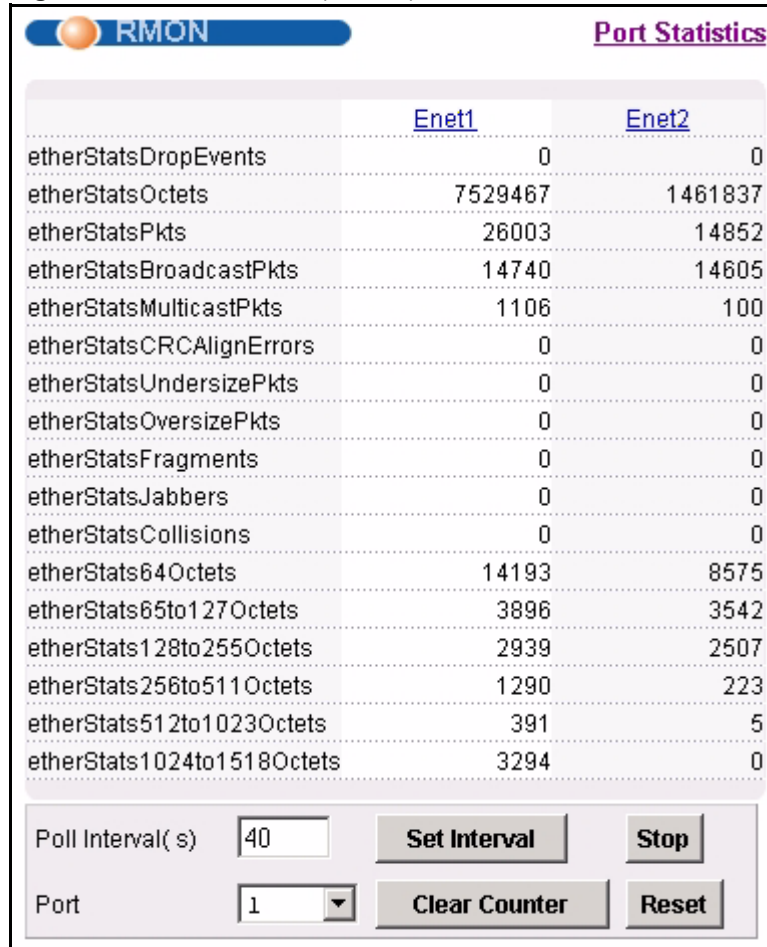 RMON Port Statistics
Enet1 Enet2
etherStatsDropEvents 0 0
etherStatsOctets 7529467 1461837
etherStatsPkts 26003 14852
etherStatsBroadcastPkts 14740 14605
etherStatsMulticastPkts 1106 100
etherStatsCRCAlignErrors 0 0
etherStatsUndersizePkts 0 0
etherStatsOversizePkts 0 0
etherStatsFragments 0 0
etherStatsJabbers 0 0
etherStatsCollisions 0 0
etherStats64Octets 14193 8575
etherStats65to127Octets 3896 3542
etherStats128to255Octets 2939 2507
etherStats256to511Octets 1290 223
etherStats512to1023Octets 391 5
etherStats1024to1518Octets 3294 0
Poll Interval( s) 40 Set Interval Stop
Port 1 Clear Counter Reset